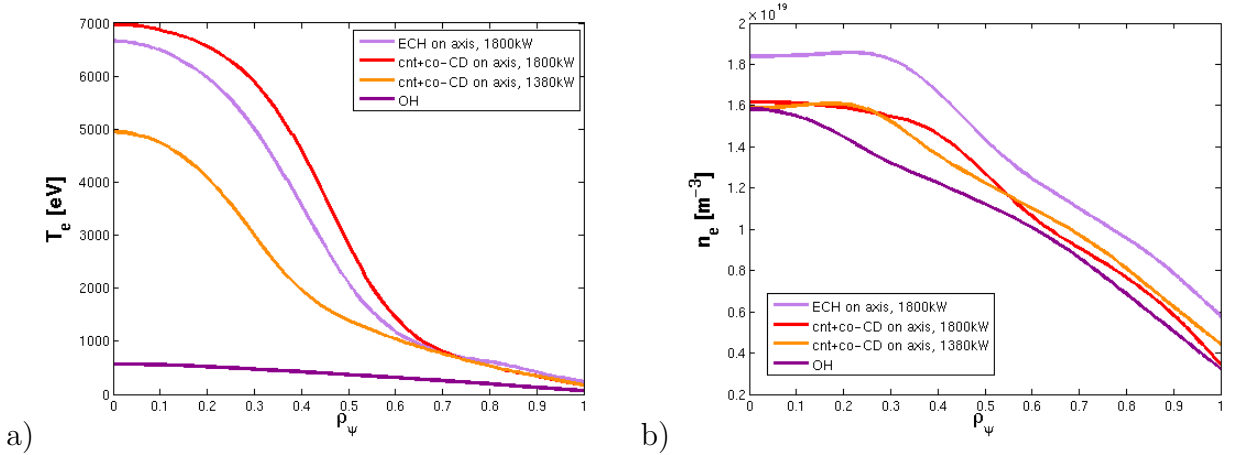 7000
6000
5000
4000
3000
2000
1000
0
T_e [eV]
ECH on axis, 1800kW
cnt+co-CD on axis, 1800kW
cnt+co-CD on axis, 1380kW
OH
0 0.1 0.2 0.3 0.4 0.5 0.6 0.7 0.8 0.9 1
ρ_ψ
a)
× 10^19
2
1.8
1.6
1.4
1.2
1
0.8
0.6
0.4
0.2
n_e [m^−3]
ECH on axis, 1800kW
cnt+co-CD on axis, 1800kW
cnt+co-CD on axis, 1380kW
OH
0 0.1 0.2 0.3 0.4 0.5 0.6 0.7 0.8 0.9 1
ρ_ψ
b)